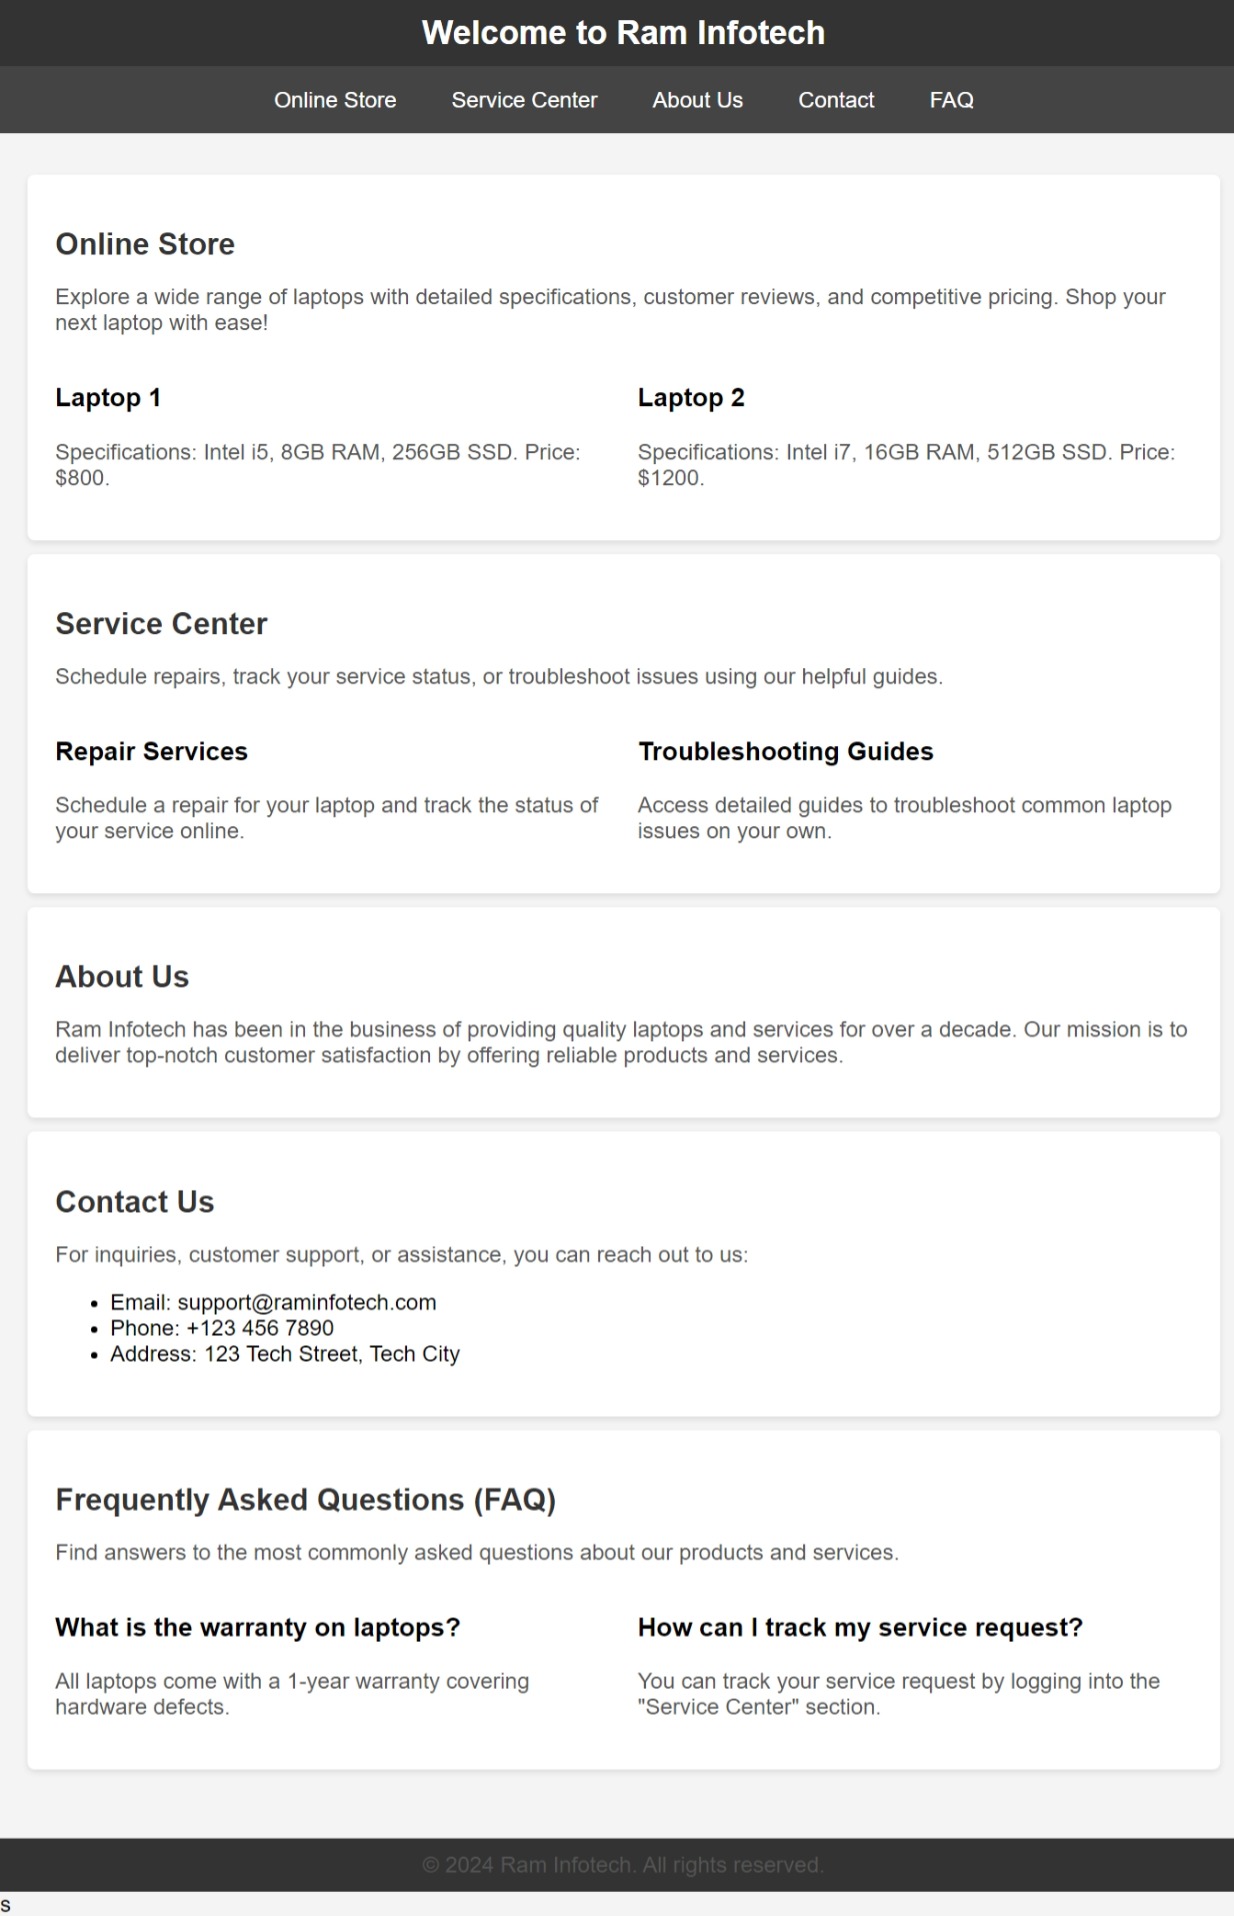 Welcome to Ram Infotech
Online Store Service Center About Us Contact FAQ
Online Store
Explore a wide range of laptops with detailed specifications, customer reviews, and competitive pricing. Shop your
next laptop with ease!
Laptop 1
Specifications: Intel i5, 8GB RAM, 256GB SSD. Price:
$800.
Laptop 2
Specifications: Intel i7, 16GB RAM, 512GB SSD. Price:
$1200.
Service Center
Schedule repairs, track your service status, or troubleshoot issues using our helpful guides.
Repair Services
Schedule a repair for your laptop and track the status of
your service online.
Troubleshooting Guides
Access detailed guides to troubleshoot common laptop
issues on your own.
About Us
Ram Infotech has been in the business of providing quality laptops and services for over a decade. Our mission is to
deliver top-notch customer satisfaction by offering reliable products and services.
Contact Us
For inquiries, customer support, or assistance, you can reach out to us:
• Email: support@raminfotech.com
• Phone: +123 456 7890
• Address: 123 Tech Street, Tech City
Frequently Asked Questions (FAQ)
Find answers to the most commonly asked questions about our products and services.
What is the warranty on laptops?
All laptops come with a 1-year warranty covering
hardware defects.
How can I track my service request?
You can track your service request by logging into the
"Service Center" section.
© 2024 Ram Infotech. All rights reserved.
s